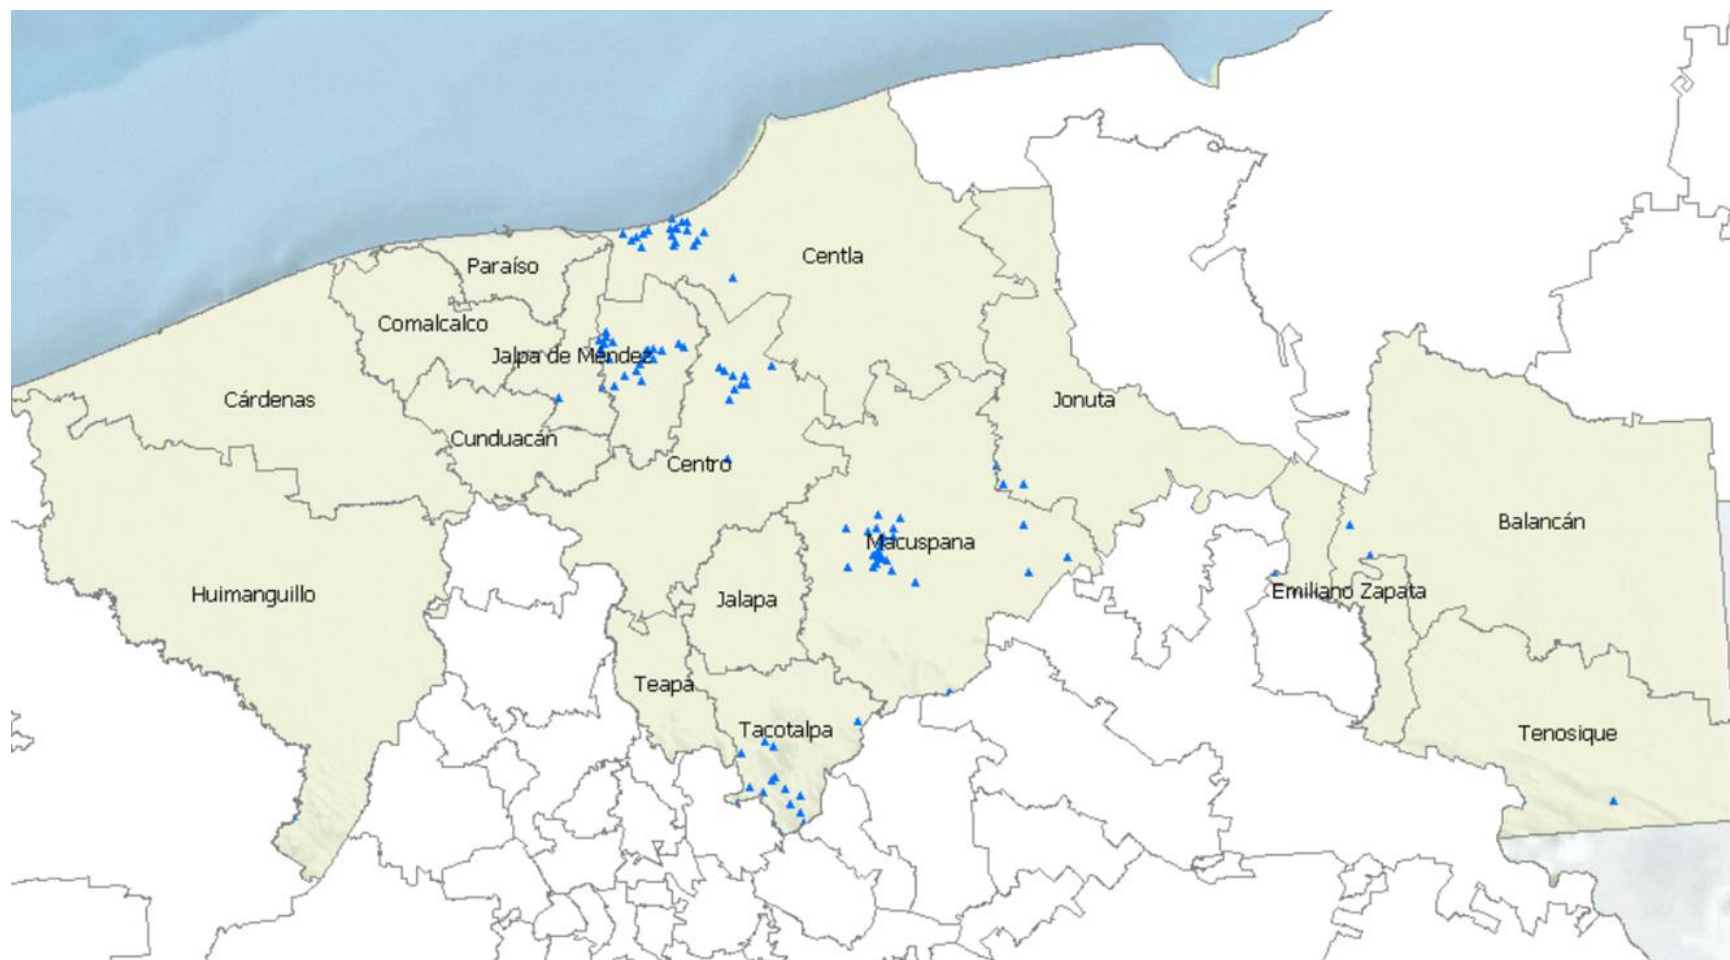 Centla
Paraíso
Comalcalco
Jalpa de Méndez
Cárdenas
Jonuta
Cunduacán
Centro
Balancán
Macuspana
Huimanguillo
Jalapa
Emiliano Zapata
Teapa
Tacotalpa
Tenosique